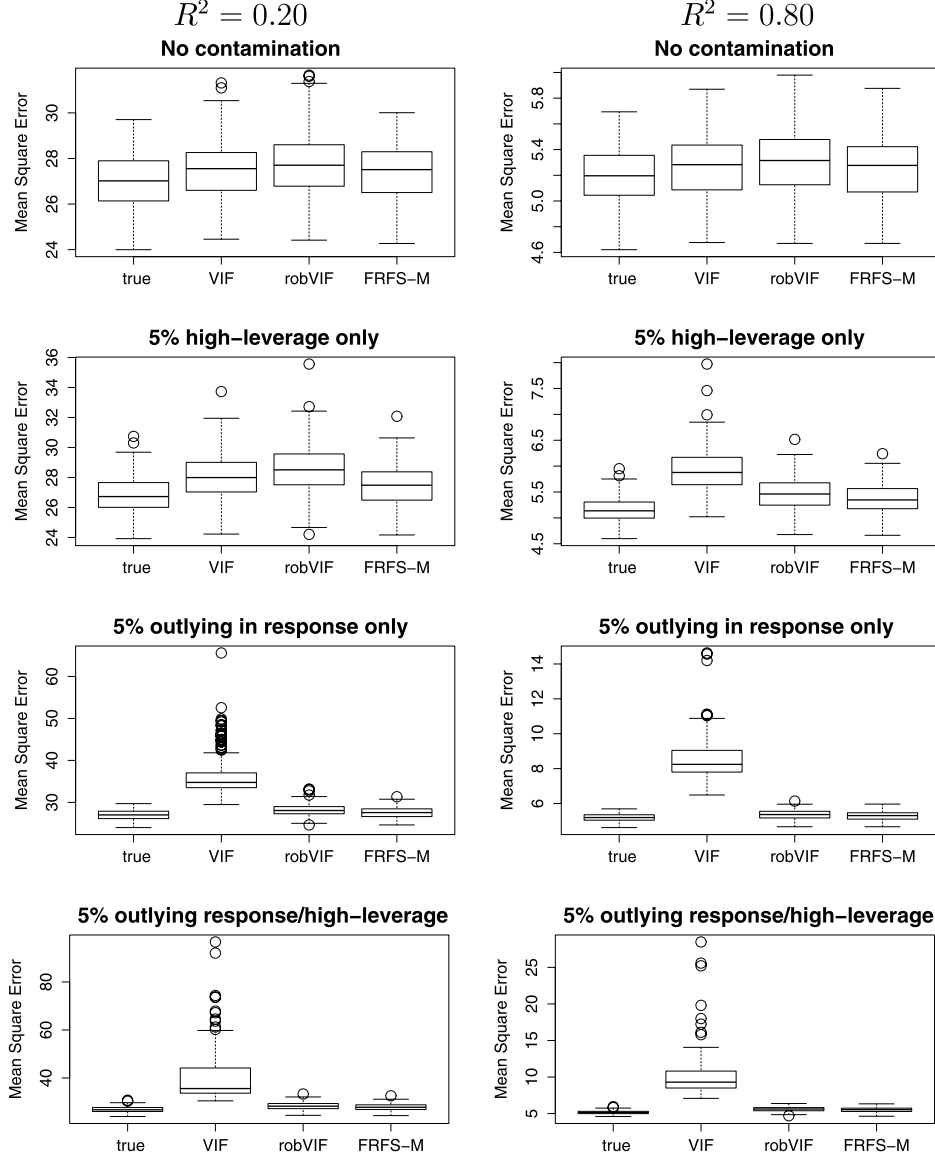 R² = 0.20
R² = 0.80
No contamination
Mean Square Error
24 26 28 30
true VIF robVIF FRFS−M
No contamination
Mean Square Error
4.6 5.0 5.4 5.8
true VIF robVIF FRFS−M
5% high−leverage only
Mean Square Error
24 26 28 30 32 34 36
true VIF robVIF FRFS−M
5% high−leverage only
Mean Square Error
4.5 5.5 6.5 7.5
true VIF robVIF FRFS−M
5% outlying in response only
Mean Square Error
30 40 50 60
true VIF robVIF FRFS−M
5% outlying in response only
Mean Square Error
6 8 10 12 14
true VIF robVIF FRFS−M
5% outlying response/high−leverage
Mean Square Error
40 60 80
true VIF robVIF FRFS−M
5% outlying response/high−leverage
Mean Square Error
5 10 15 20 25
true VIF robVIF FRFS−M